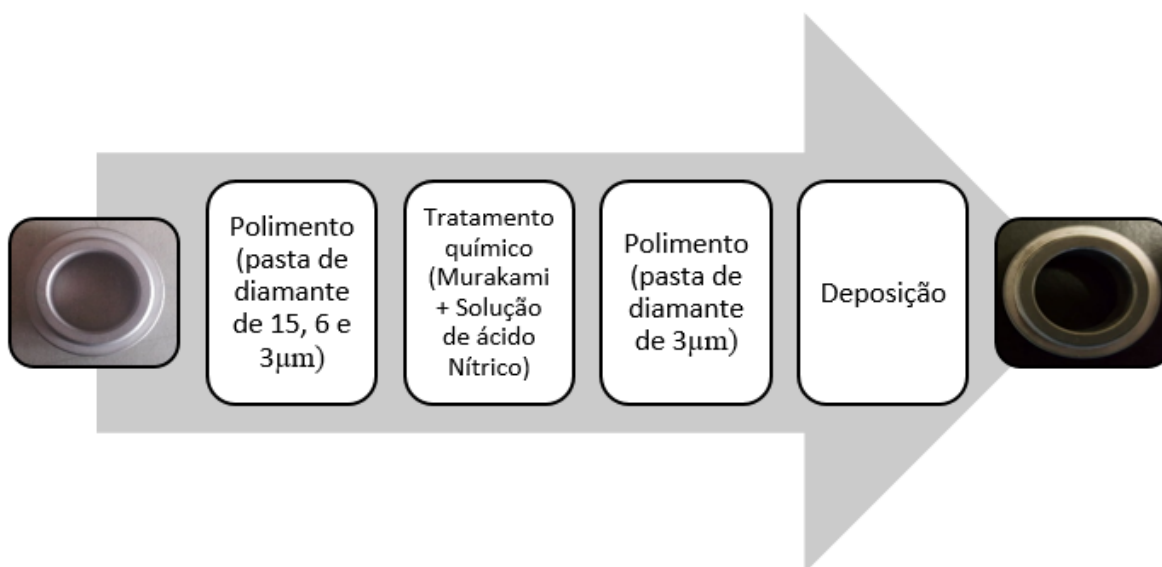 Polimento
(pasta de
diamante
de 15, 6 e
3μm)
Tratamento
químico
(Murakami
+ Solução
de ácido
Nítrico)
Polimento
(pasta de
diamante
de 3μm)
Deposição